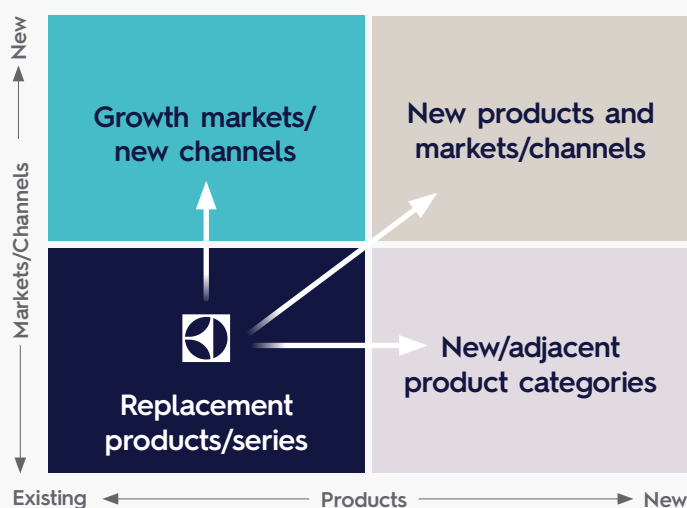 New
Markets/Channels
Growth markets/
new channels
New products and
markets/channels
Replacement
products/series
New/adjacent
product categories
Existing
Products
New